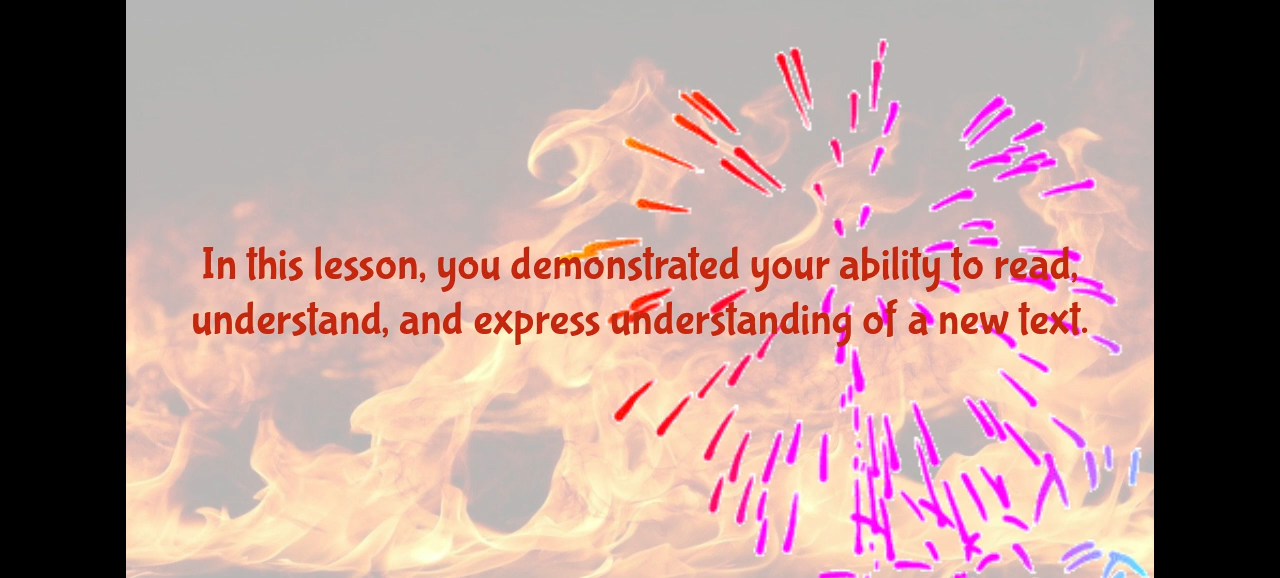 In this lesson, you demonstrated your ability to read,
understand, and express understanding of a new text.